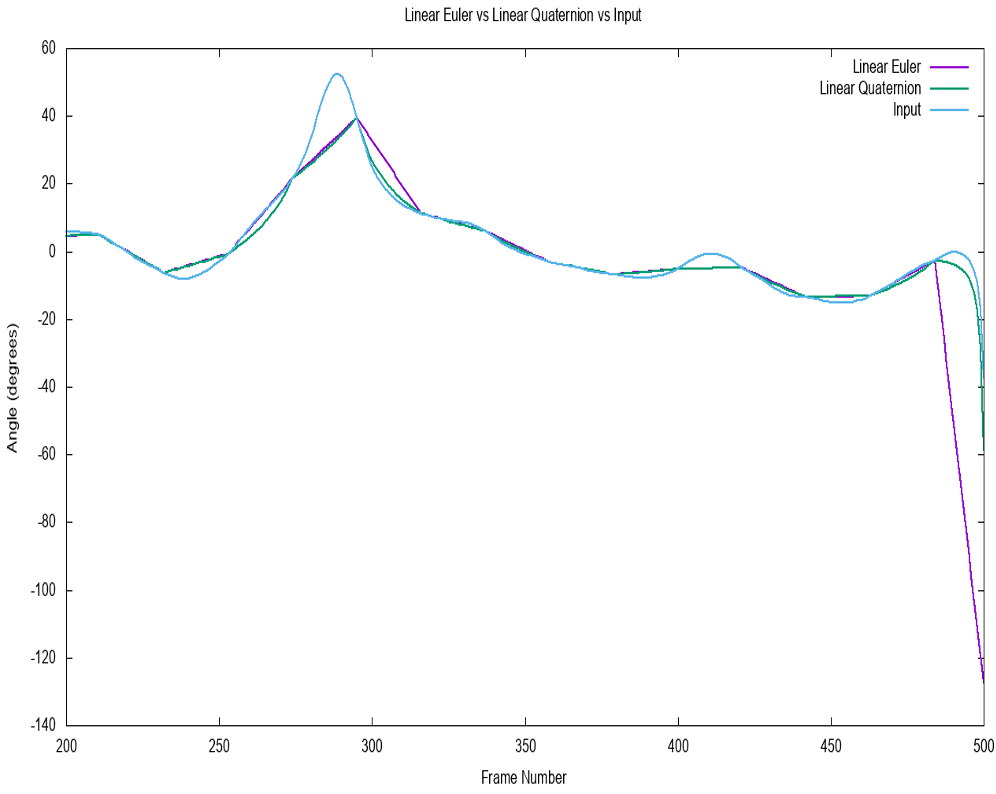 Linear Euler vs Linear Quaternion vs Input
Linear Euler
Linear Quaternion
Input
60
40
20
0
-20
-40
-60
-80
-100
-120
-140
Angle (degrees)
200 250 300 350 400 450 500
Frame Number